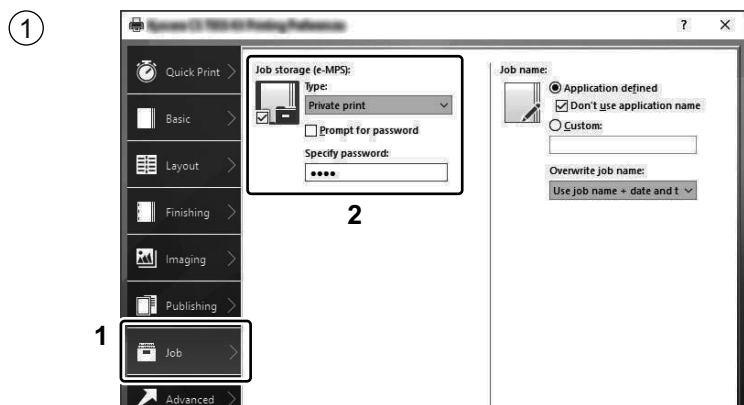 1
? ×
Quick Print
Basic
Layout
Finishing
Imaging
Publishing
1
Job
Advanced
Job storage (e-MPS):
Type:
Private print
Prompt for password
Specify password:
••••
2
Job name:
Application defined
Don't use application name
Custom:
Overwrite job name:
Use job name + date and t